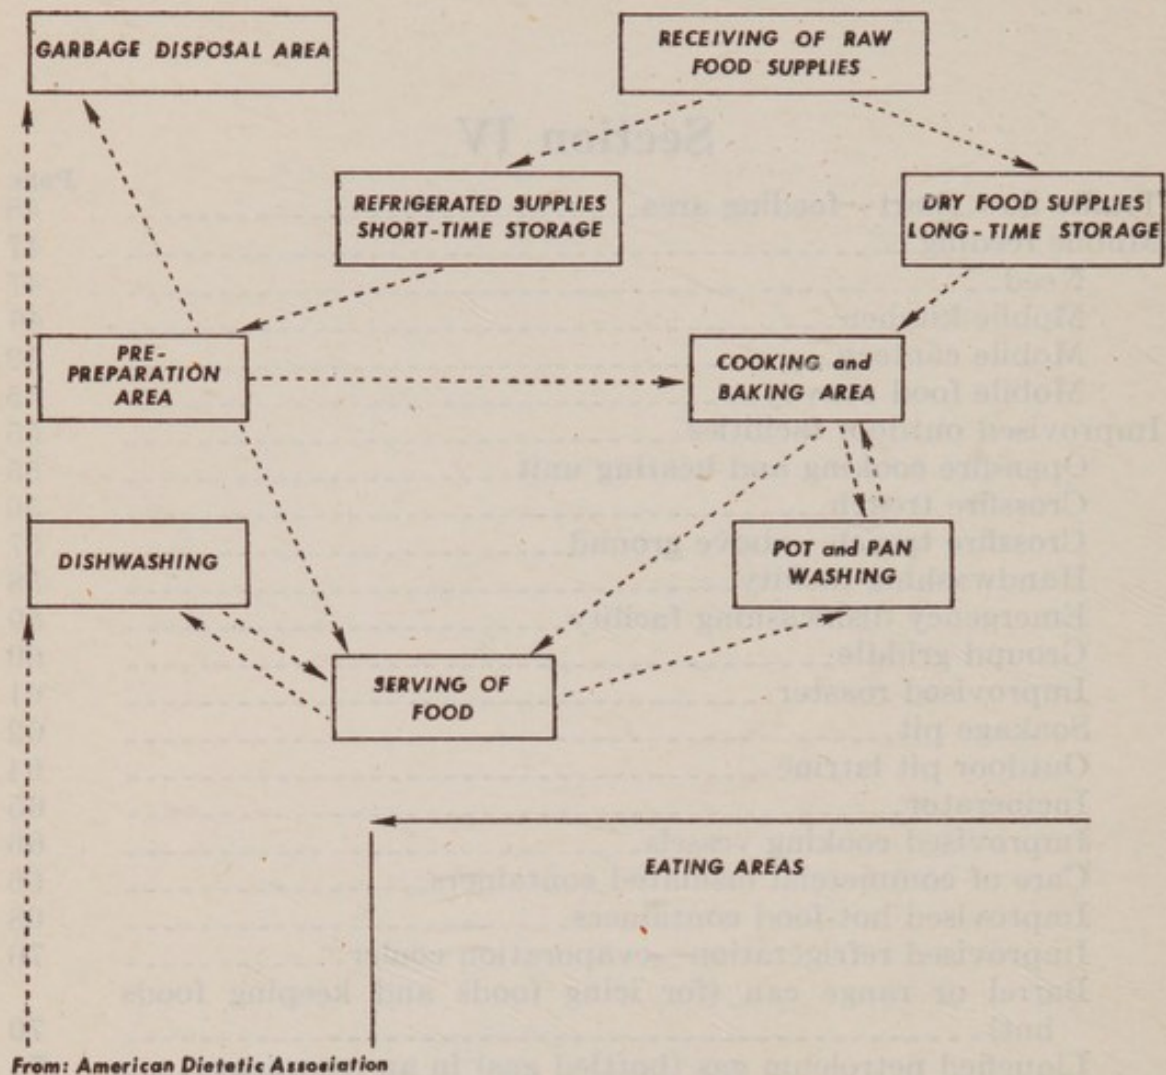 GARBAGE DISPOSAL AREA
RECEIVING OF RAW
FOOD SUPPLIES
REFRIGERATED SUPPLIES
SHORT-TIME STORAGE
DRY FOOD SUPPLIES
LONG-TIME STORAGE
PRE-
PREPARATION
AREA
COOKING and
BAKING AREA
DISHWASHING
POT and PAN
WASHING
SERVING OF
FOOD
EATING AREAS
From: American Dietetic Association